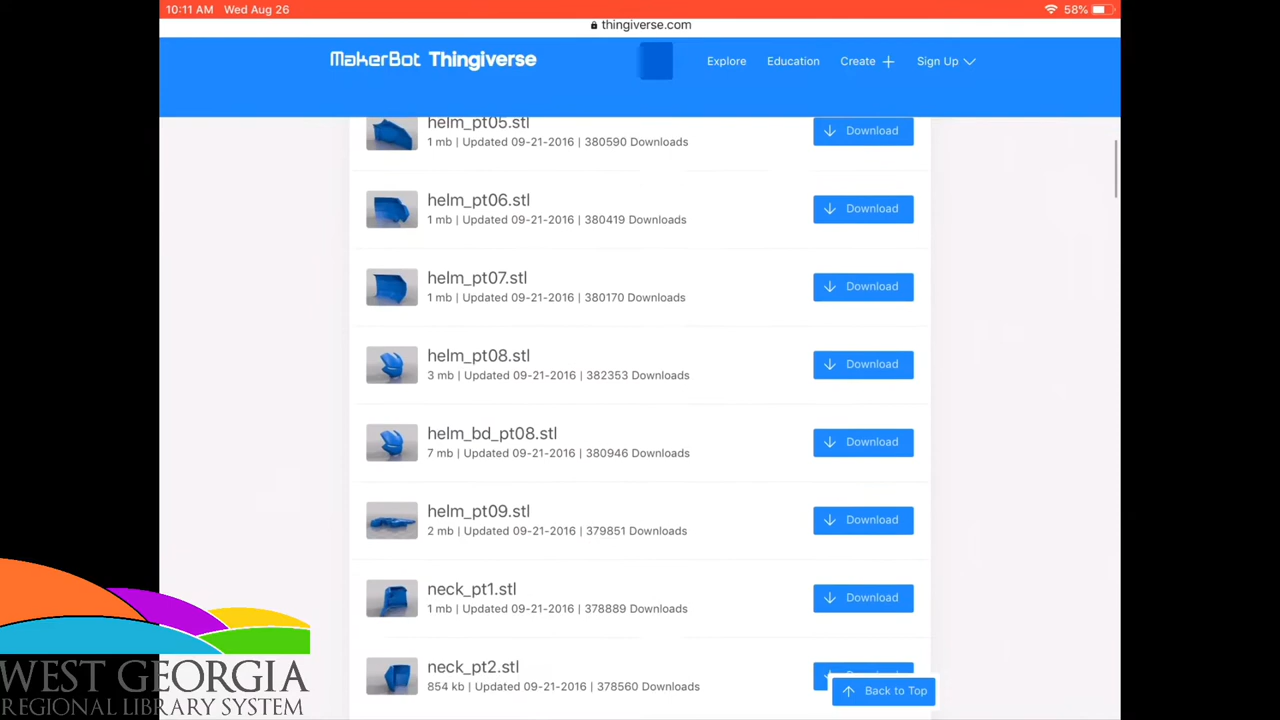 10:11 AM Wed Aug 26
58%
thingiverse.com
MakerBot Thingiverse
Explore
Education
Create
Sign Up
helm_pt05.stl
1 mb | Updated 09-21-2016 | 380590 Downloads
Download
helm_pt06.stl
1 mb | Updated 09-21-2016 | 380419 Downloads
Download
helm_pt07.stl
1 mb | Updated 09-21-2016 | 380170 Downloads
Download
helm_pt08.stl
3 mb | Updated 09-21-2016 | 382353 Downloads
Download
helm_bd_pt08.stl
7 mb | Updated 09-21-2016 | 380946 Downloads
Download
helm_pt09.stl
2 mb | Updated 09-21-2016 | 379851 Downloads
Download
neck_pt1.stl
1 mb | Updated 09-21-2016 | 378889 Downloads
Download
neck_pt2.stl
854 kb | Updated 09-21-2016 | 378560 Downloads
Back to Top
WEST GEORGIA
REGIONAL LIBRARY SYSTEM